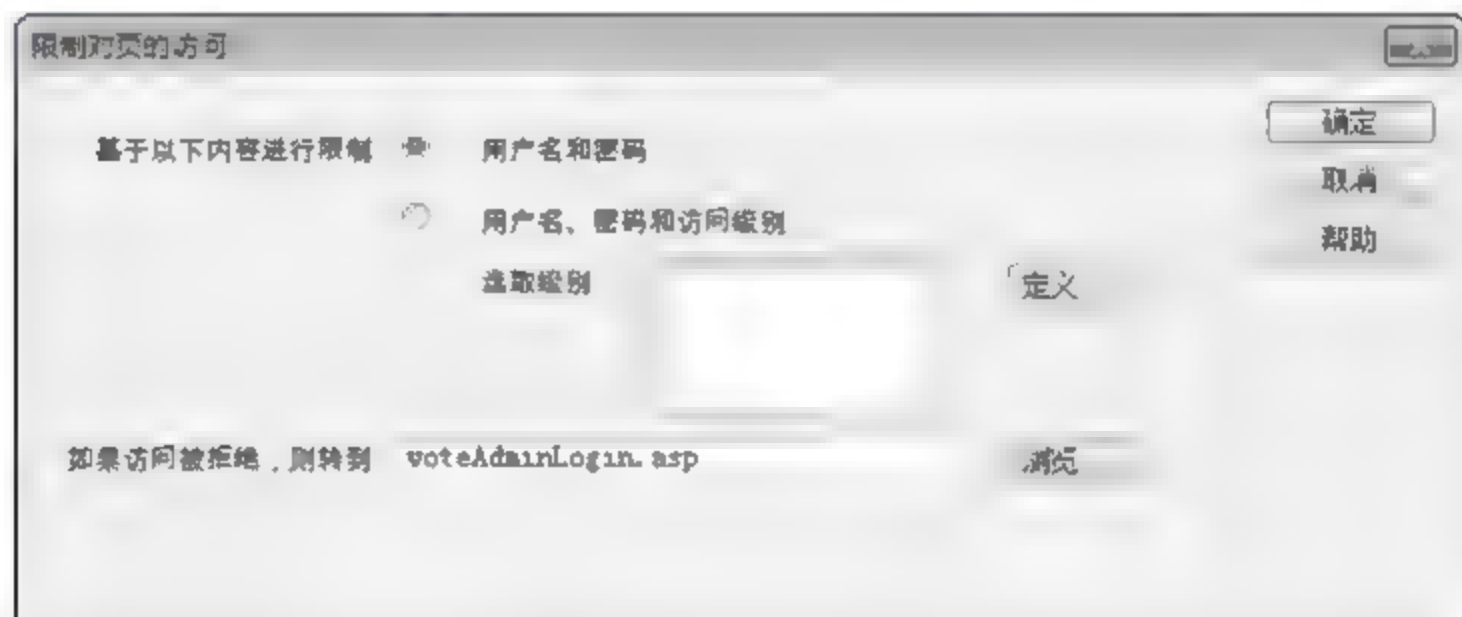 限制对页的访问
确定
基于以下内容进行限制 用户名和密码
取消
用户名、密码和访问级别
帮助
选取级别
定义
如果访问被拒绝，则转到 voteAdminLogin.asp
浏览